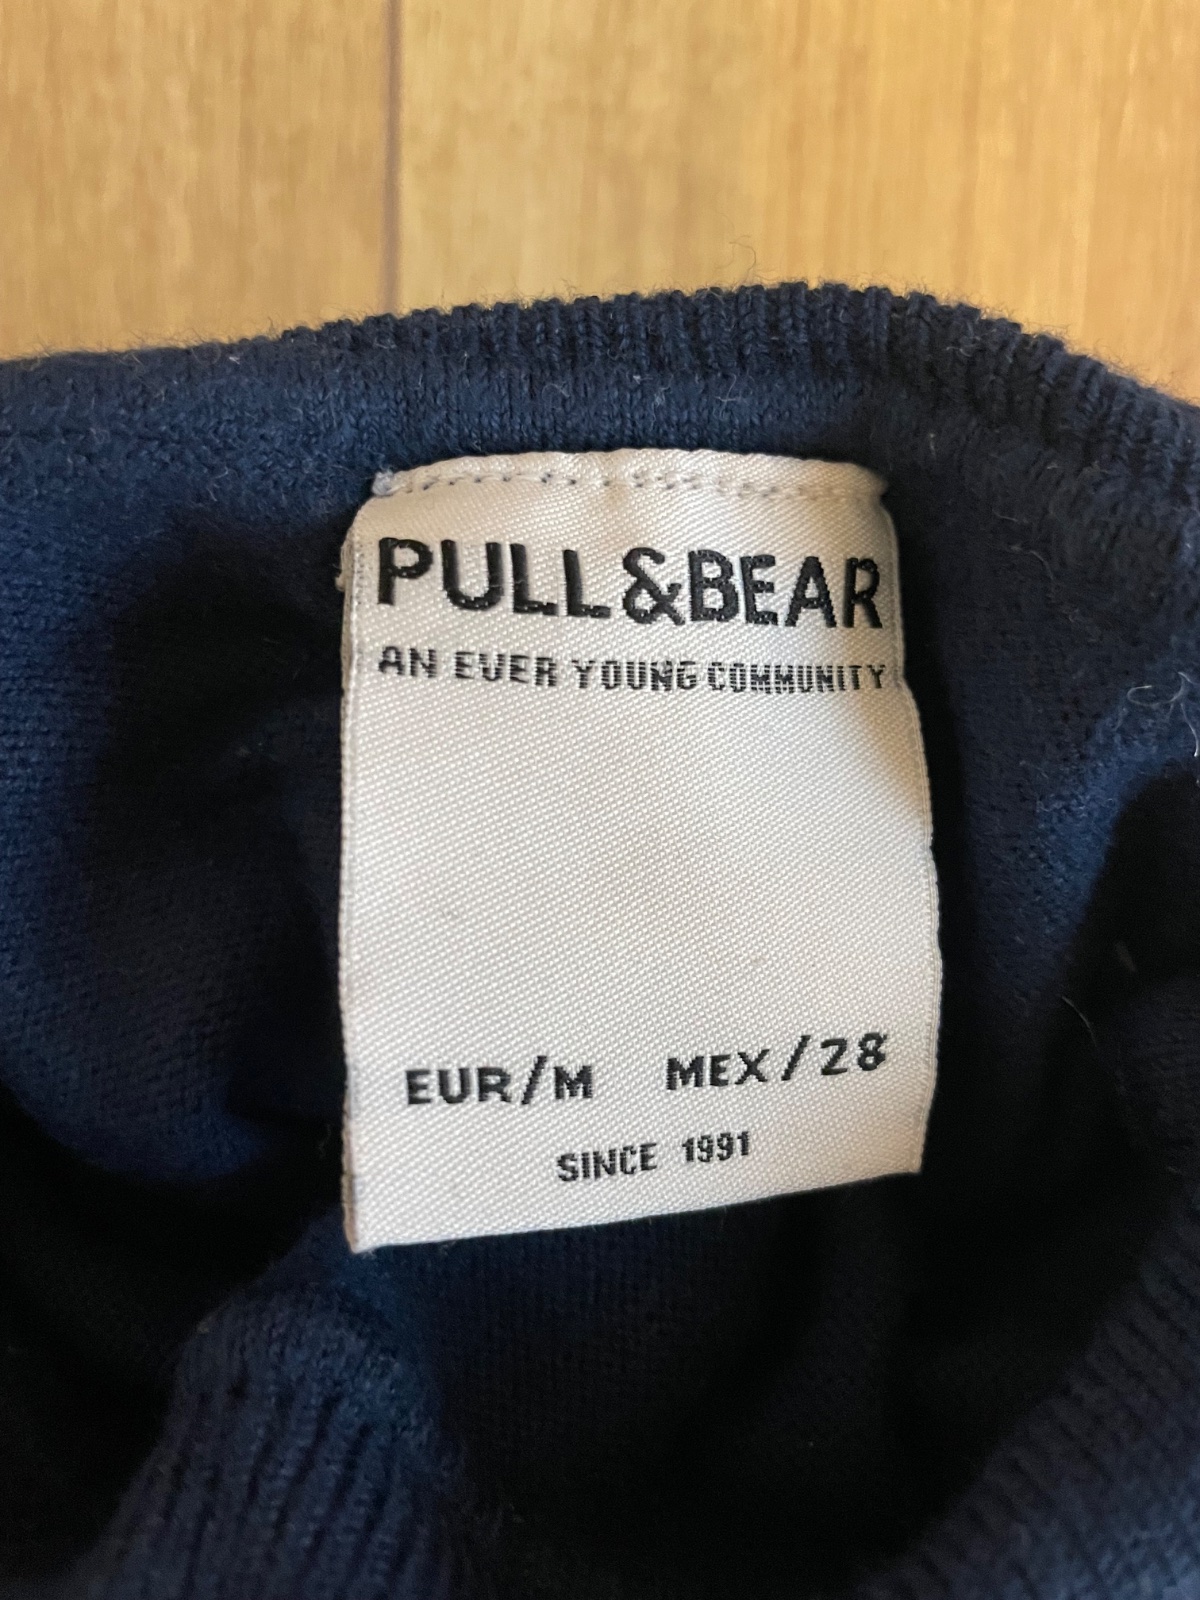 PULL&BEAR
AN EVER YOUNG COMMUNITY
EUR/M MEX/28
SINCE 1991